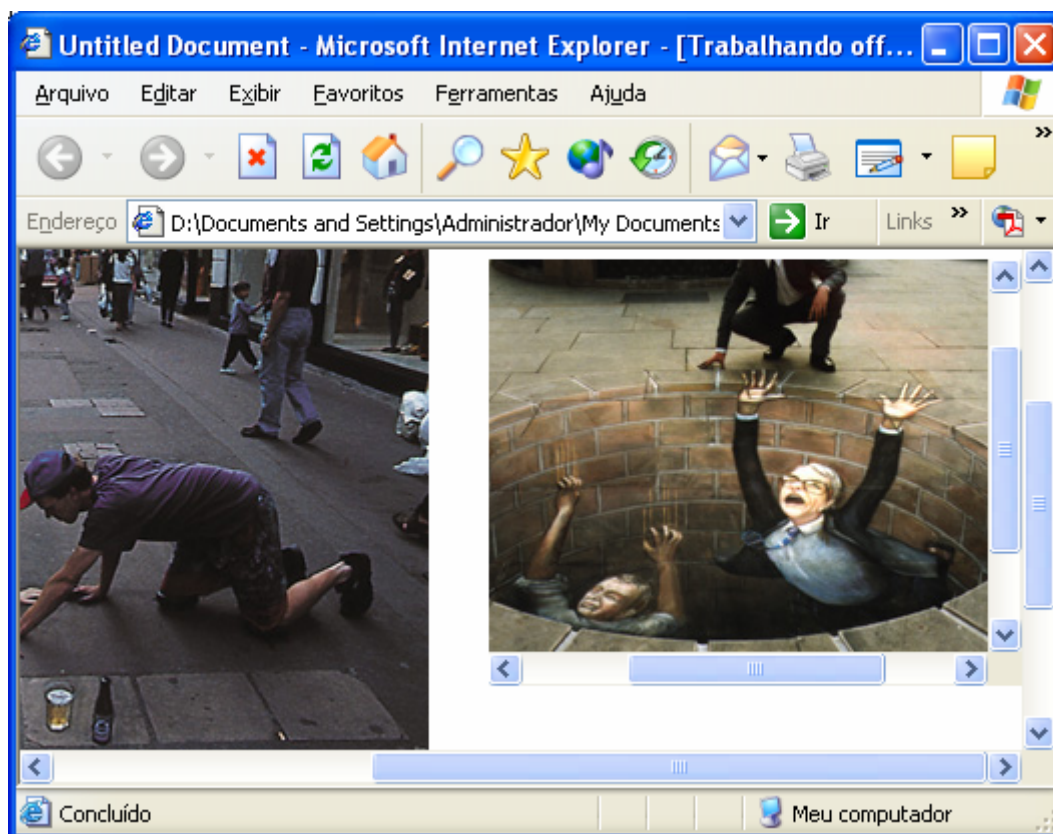 Untitled Document - Microsoft Internet Explorer - [Trabalhando off...
Arquivo Editar Exibir Favoritos Ferramentas Ajuda
Endereço D:\Documents and Settings\Administrador\My Documents Ir Links »
Concluído Meu computador